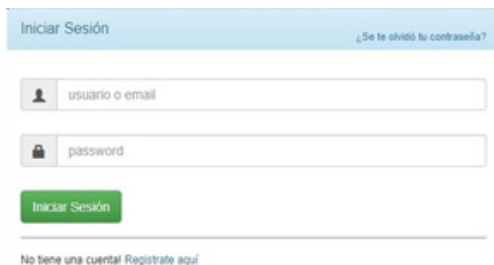 Iniciar Sesión
¿Se te olvidó tu contraseña?
usuario o email
password
Iniciar Sesión
No tiene una cuenta! Registrate aquí